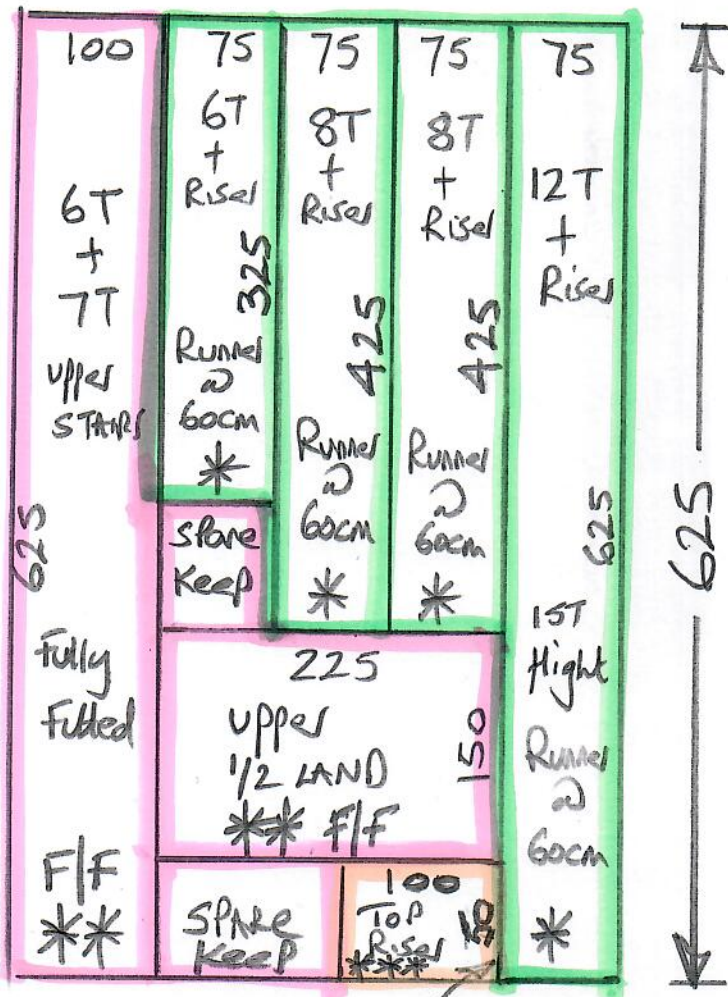 100
6T
+
7T
upper
STAIRS
625
Fully
Fitted
F/F
**
75
6T
+
Riser
325
Runner
@
60cm
*
75
8T
+
Riser
425
Runner
@
60cm
*
75
8T
+
Riser
425
Runner
@
60cm
*
75
12T
+
Riser
625
15T
flight
Runner
@
60cm
*
spare
Keep
225
upper
1/2 LAND
150
** F/F
SPARE
Keep
100
Top
Riser
***
625